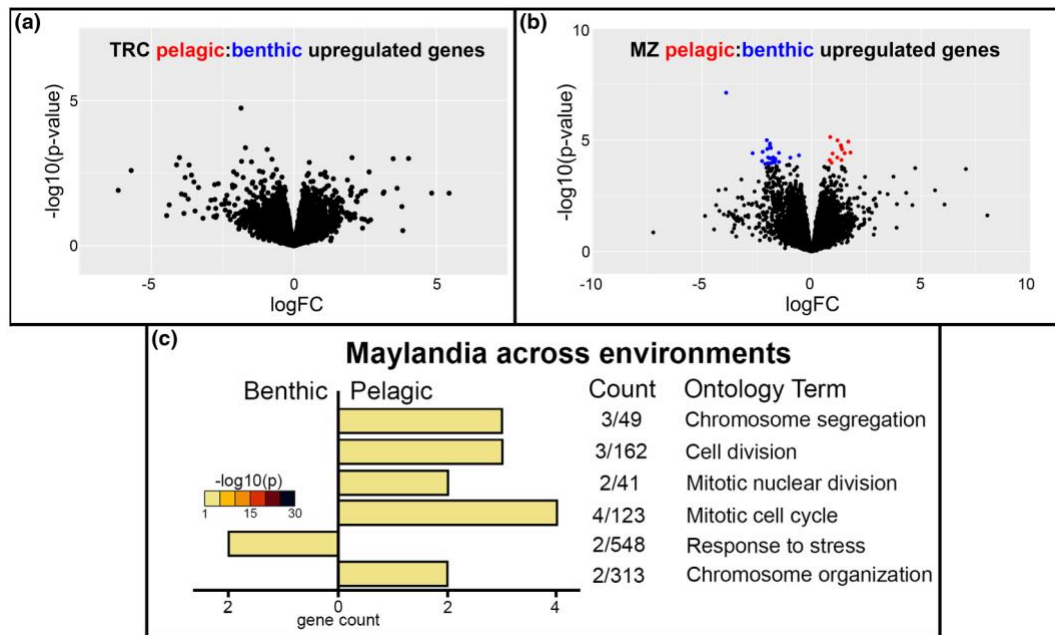 (a)
TRC pelagic:benthic upregulated genes
5
0
-log10(p-value)
-5
0
5
logFC
(b)
MZ pelagic:benthic upregulated genes
10
5
0
-log10(p-value)
-10
-5
0
5
10
logFC
(c)
Maylandia across environments
Benthic Pelagic Count Ontology Term
3/49 Chromosome segregation
3/162 Cell division
2/41 Mitotic nuclear division
4/123 Mitotic cell cycle
2/548 Response to stress
2/313 Chromosome organization
-log10(p)
1 15 30
2 0 2 4
gene count